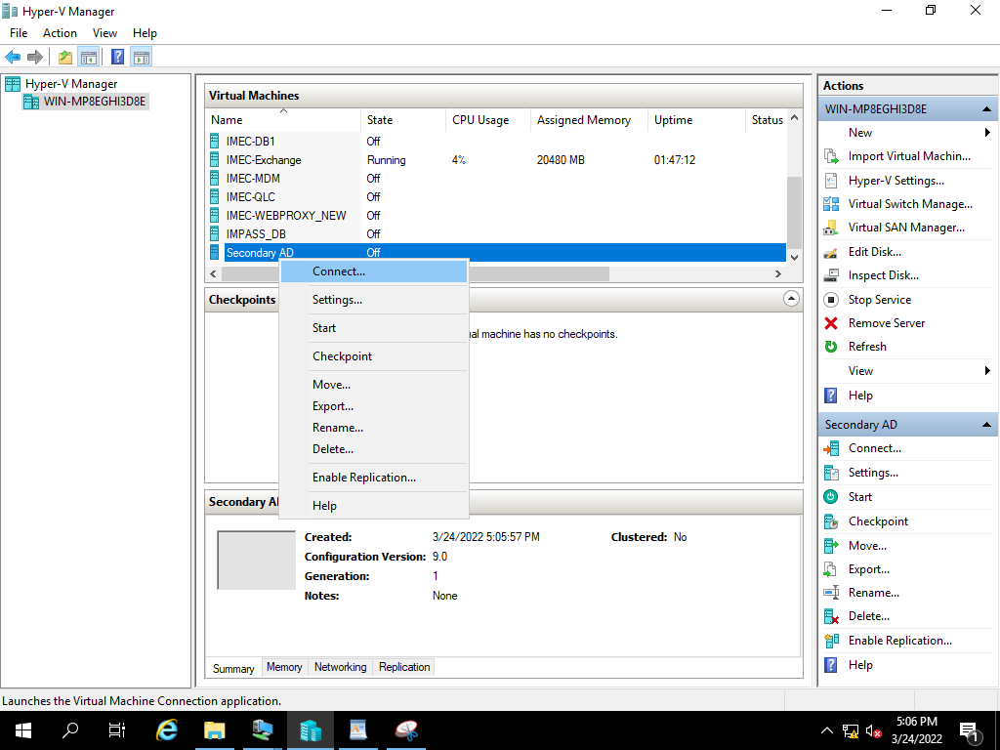 Hyper-V Manager
File Action View Help
Hyper-V Manager
WIN-MP8EGHI3D8E
Virtual Machines
Name State CPU Usage Assigned Memory Uptime Status
IMEC-DB1 Off
IMEC-Exchange Running 4% 20480 MB 01:47:12
IMEC-MDM Off
IMEC-QLC Off
IMEC-WEBPROXY_NEW Off
IMPASS_DB Off
Secondary AD Off
Connect...
Settings...
Start
Checkpoint
Move...
Export...
Rename...
Delete...
Enable Replication...
Help
Checkpoints
ual machine has no checkpoints.
Secondary A
Created: 3/24/2022 5:05:57 PM Clustered: No
Configuration Version: 9.0
Generation: 1
Notes: None
Summary Memory Networking Replication
Actions
WIN-MP8EGHI3D8E
New
Import Virtual Machin...
Hyper-V Settings...
Virtual Switch Manage...
Virtual SAN Manager...
Edit Disk...
Inspect Disk...
Stop Service
Remove Server
Refresh
View
Help
Secondary AD
Connect...
Settings...
Start
Checkpoint
Move...
Export...
Rename...
Delete...
Enable Replication...
Help
Launches the Virtual Machine Connection application.
5:06 PM
3/24/2022
1